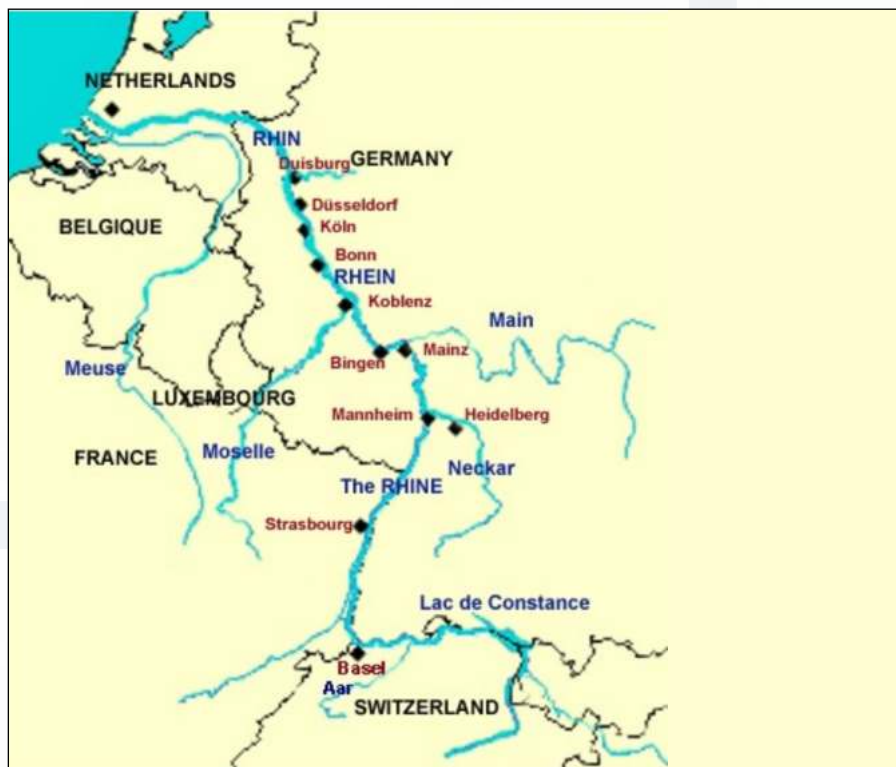 NETHERLANDS
RHIN
Duisburg
GERMANY
Düsseldorf
BELGIQUE
Köln
Bonn
RHEIN
Koblenz
Main
Mainz
Bingen
Meuse
LUXEMBOURG
Mannheim
Heidelberg
FRANCE
Moselle
Neckar
The RHINE
Strasbourg
Lac de Constance
Basel
Aar
SWITZERLAND